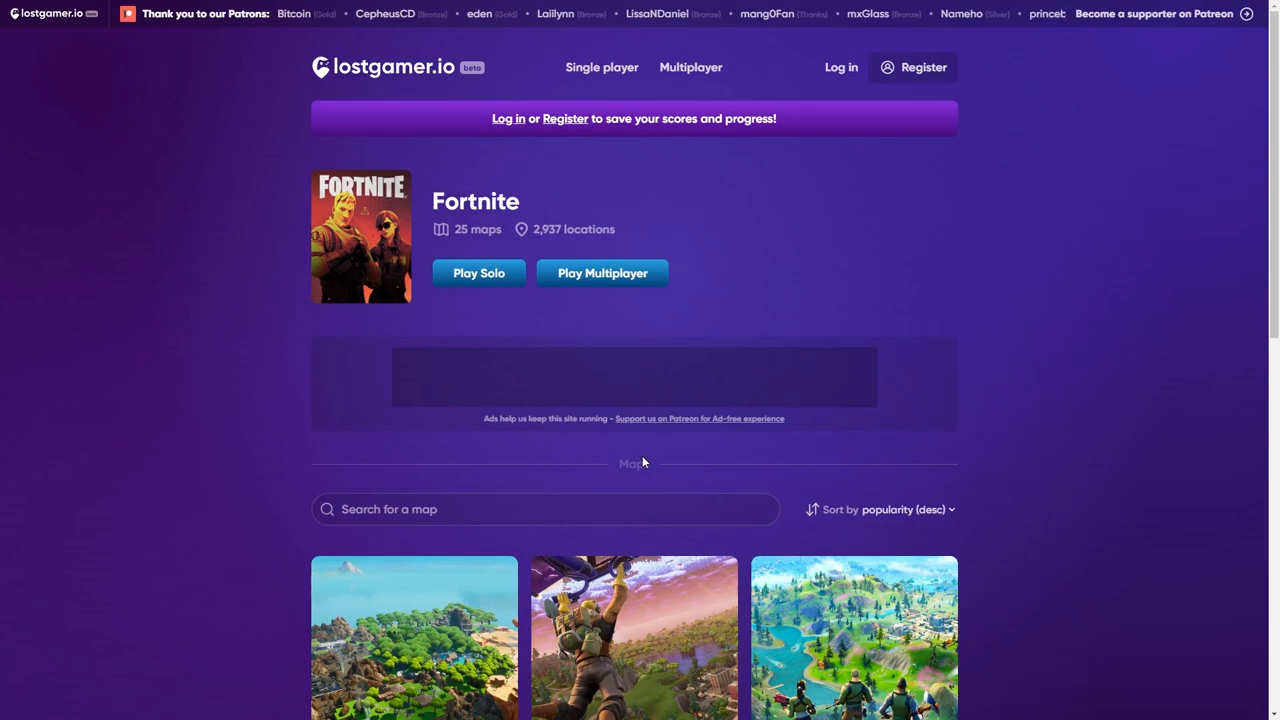 lostgamer.io
Thank you to our Patrons: Bitcoin (Gold) • CepheusCD (Bronze) • eden (Gold) • Lailynn (Bronze) • LissaNDaniel (Bronze) • mang0Fan (Thanks) • mxGlass (Bronze) • Nameho (Silver) • princeb Become a supporter on Patreon
lostgamer.io beta Single player Multiplayer Log in Register
Log in or Register to save your scores and progress!
FORTNITE
Fortnite
25 maps 2,937 locations
Play Solo Play Multiplayer
Ads help us keep this site running - Support us on Patreon for Ad-free experience
Search for a map Sort by popularity (desc)